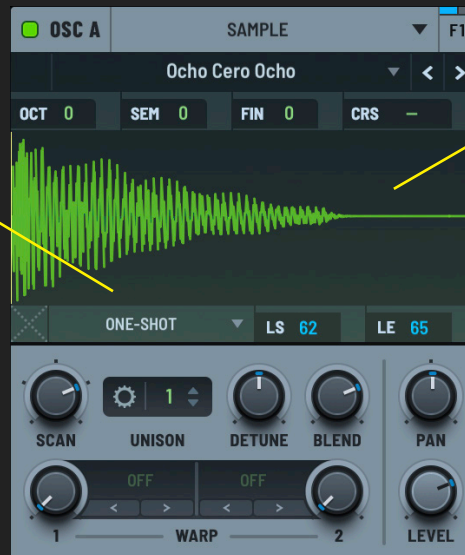 OSC A SAMPLE F1
Ocho Cero Ocho < >
OCT 0 SEM 0 FIN 0 CRS –
ONE-SHOT LS 62 LE 65
1
SCAN UNISON DETUNE BLEND PAN
OFF OFF
< > < >
1 WARP 2 LEVEL